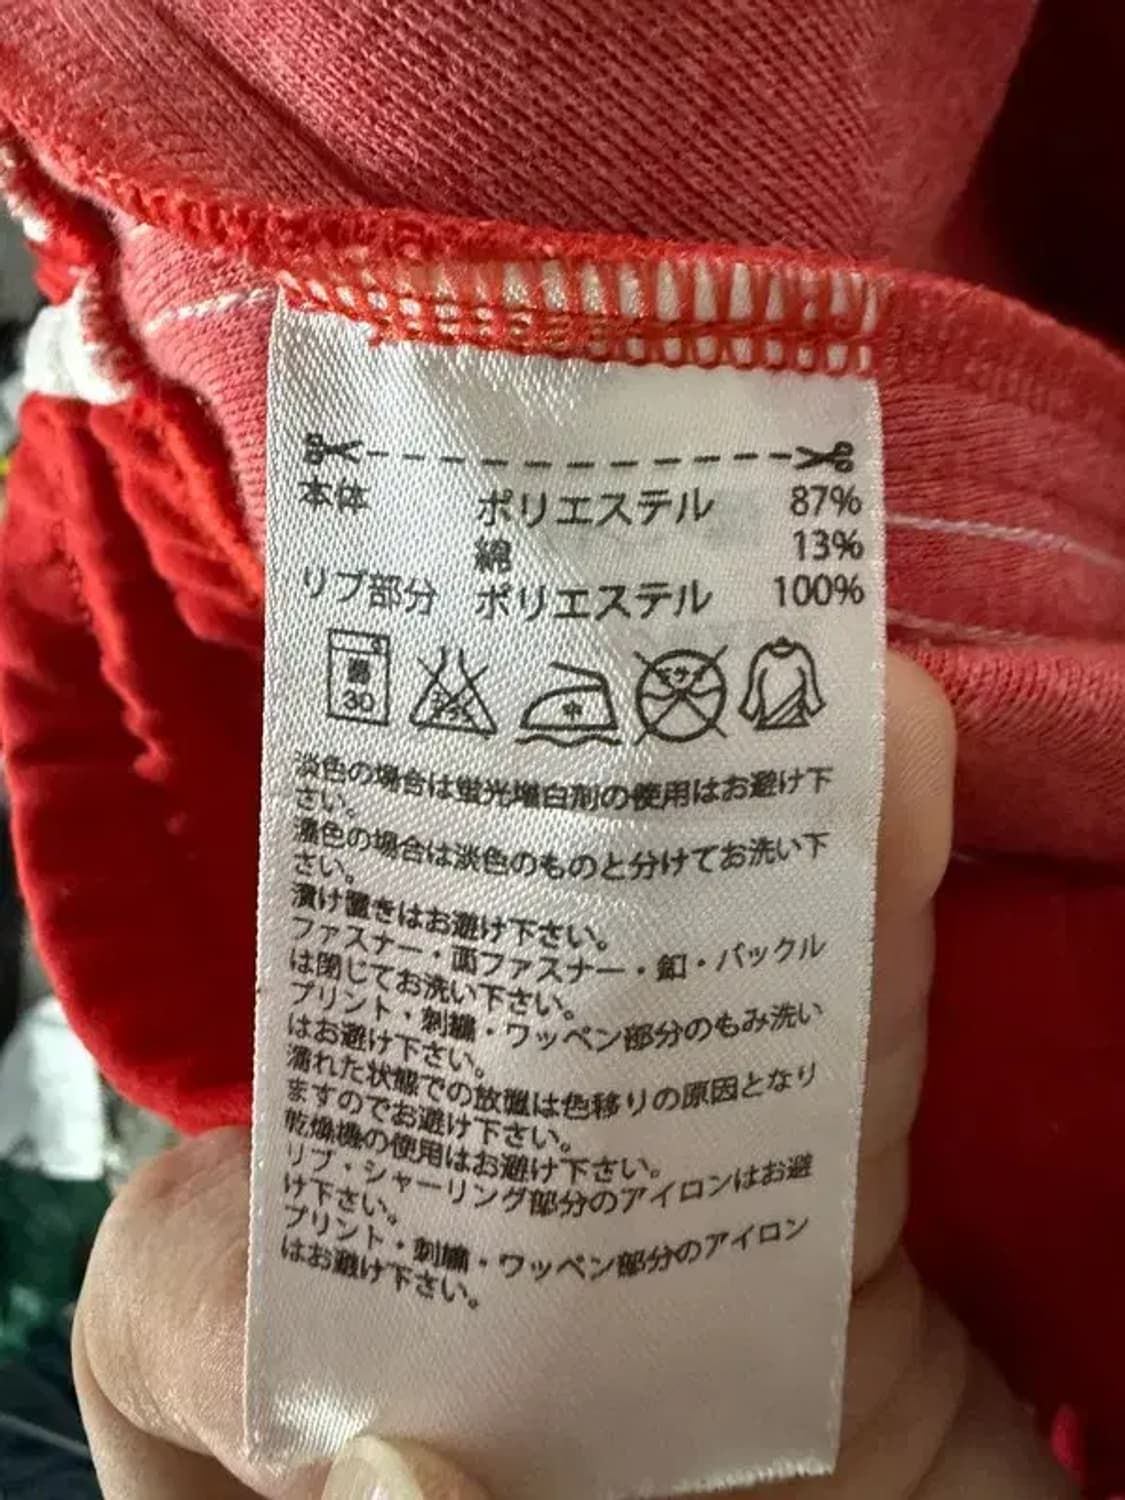 本体 ポリエステル 87%
綿 13%
リブ部分 ポリエステル 100%
30
淡色の場合は蛍光増白剤の使用はお避け下
さい。
濃色の場合は淡色のものと分けてお洗い下
さい。
漬け置きはお避け下さい。
ファスナー・面ファスナー・釦・バックル
は閉じてお洗い下さい。
プリント・刺繍・ワッペン部分のもみ洗い
はお避け下さい。
濡れた状態での放置は色移りの原因となり
ますのでお避け下さい。
乾燥機の使用はお避け下さい。
リブ・シャーリング部分のアイロンはお避
け下さい。
プリント・刺繍・ワッペン部分のアイロン
はお避け下さい。